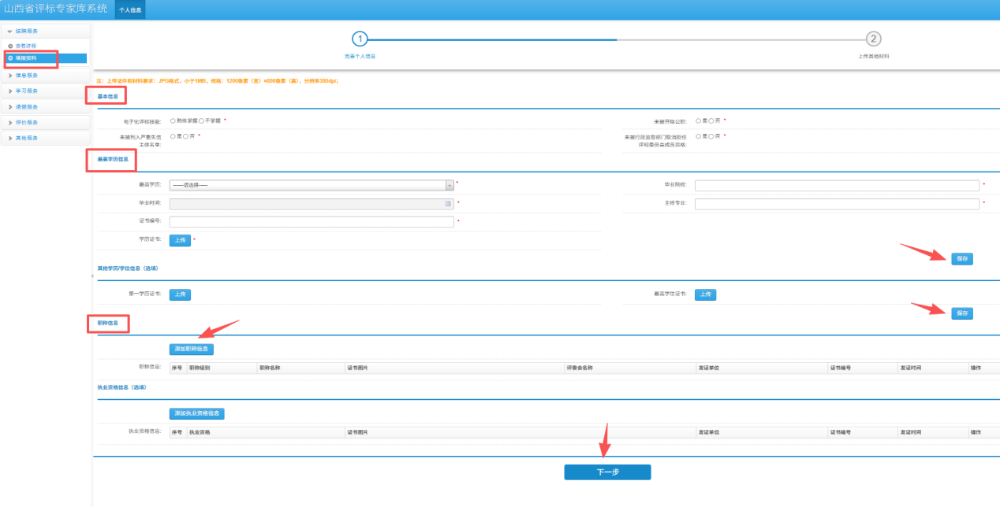 山西省评标专家库系统 个人信息
续聘服务
查看进程
填报资料
信息服务
学习服务
请假服务
评价服务
其他服务
1 2
完善个人信息 上传其他材料
注：上传证件和材料要求：JPG格式，小于1MB，规格：1200像素（宽）×800像素（高），分辨率300dpi；
基本信息
电子化评标技能: 熟练掌握 不掌握 * 未被开除公职: 是 否 *
未被列入严重失信主体名单: 是 否 * 未被行政监督部门取消担任评标委员会成员资格: 是 否 *
最高学历信息
最高学历: -----请选择----- * 毕业院校: *
毕业时间: * 主修专业: *
证书编号: *
学历证书: 上传 *
保存
其他学历/学位信息（选填）
第一学历证书: 上传 最高学位证书: 上传
保存
职称信息
添加职称信息
职称信息: 序号 职称级别 职称名称 证书图片 评委会名称 发证单位 证书编号 发证时间 操作
执业资格信息（选填）
添加执业资格信息
执业资格信息: 序号 执业资格 证书图片 发证单位 证书编号 发证时间 操作
下一步